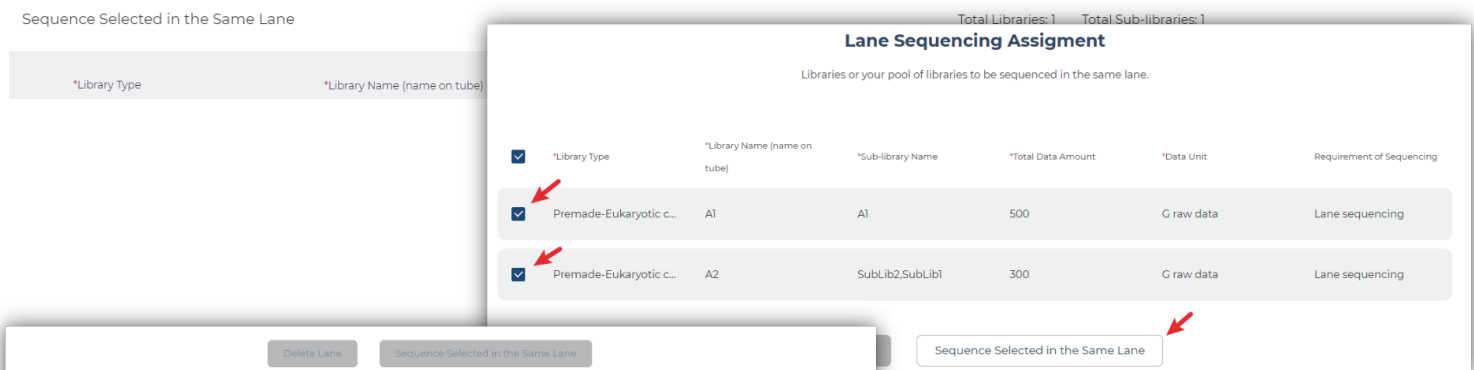 Sequence Selected in the Same Lane
Total Libraries: 1 Total Sub-libraries: 1
*Library Type *Library Name (name on tube)
Lane Sequencing Assigment
Libraries or your pool of libraries to be sequenced in the same lane.
*Library Type *Library Name (name on tube) *Sub-library Name *Total Data Amount *Data Unit Requirement of Sequencing
Premade-Eukaryotic c... A1 A1 500 G raw data Lane sequencing
Premade-Eukaryotic c... A2 SubLib2,SubLib1 300 G raw data Lane sequencing
Delete Lane Sequence Selected in the Same Lane
Sequence Selected in the Same Lane